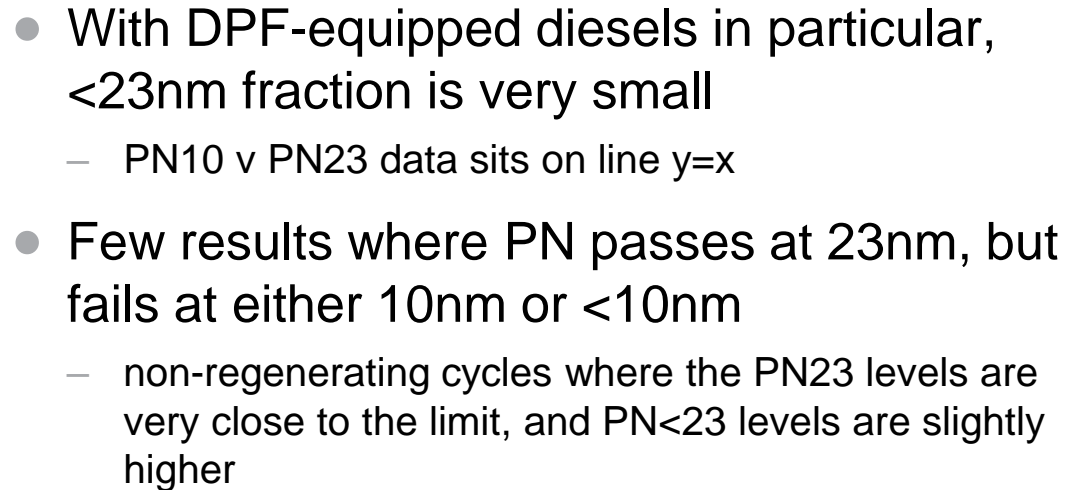 ● With DPF-equipped diesels in particular,
<23nm fraction is very small
– PN10 v PN23 data sits on line y=x
● Few results where PN passes at 23nm, but
fails at either 10nm or <10nm
– non-regenerating cycles where the PN23 levels are
very close to the limit, and PN<23 levels are slightly
higher